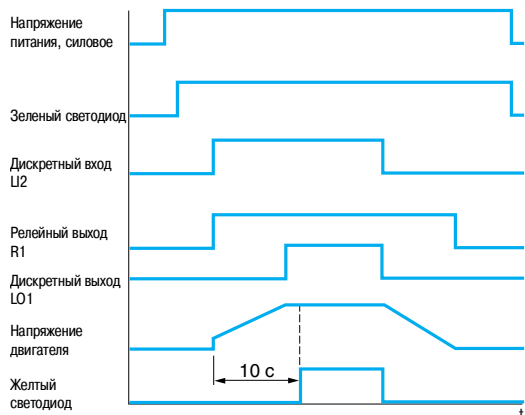 Напряжение
питания, силовое
Зеленый светодиод
Дискретный вход
LI2
Релейный выход
R1
Дискретный выход
LO1
Напряжение
двигателя
10 с
Желтый
светодиод
t